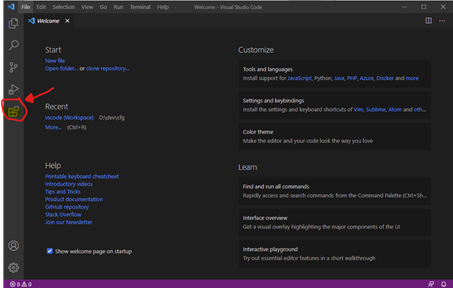 File Edit Selection View Go Run Terminal Help Welcome - Visual Studio Code
Welcome
Start
New file
Open folder... or clone repository...
Recent
vscode (Workspace) D:\dev\cfg
More... (Ctrl+R)
Help
Printable keyboard cheatsheet
Introductory videos
Tips and Tricks
Product documentation
GitHub repository
Stack Overflow
Join our Newsletter
Show welcome page on startup
Customize
Tools and languages
Install support for JavaScript, Python, Java, PHP, Azure, Docker and more
Settings and keybindings
Install the settings and keyboard shortcuts of Vim, Sublime, Atom and oth...
Color theme
Make the editor and your code look the way you love
Learn
Find and run all commands
Rapidly access and search commands from the Command Palette (Ctrl+Sh...
Interface overview
Get a visual overlay highlighting the major components of the UI
Interactive playground
Try out essential editor features in a short walkthrough
0 0